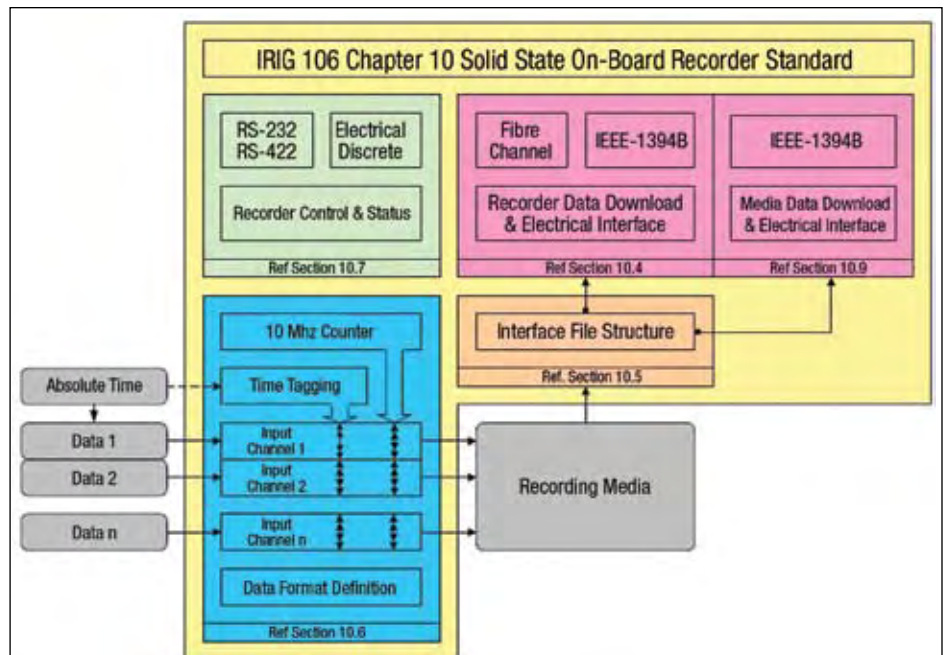 IRIG 106 Chapter 10 Solid State On-Board Recorder Standard
RS-232
RS-422
Electrical
Discrete
Recorder Control & Status
Ref Section 10.7
Fibre
Channel
IEEE-1394B
Recorder Data Download
& Electrical Interface
Ref Section 10.4
IEEE-1394B
Media Data Download
& Electrical Interface
Ref Section 10.9
10 Mhz Counter
Time Tagging
Interface File Structure
Ref. Section 10.5
Absolute Time
Data 1
Data 2
Data n
Input
Channel 1
Input
Channel 2
Input
Channel n
Data Format Definition
Ref Section 10.6
Recording Media